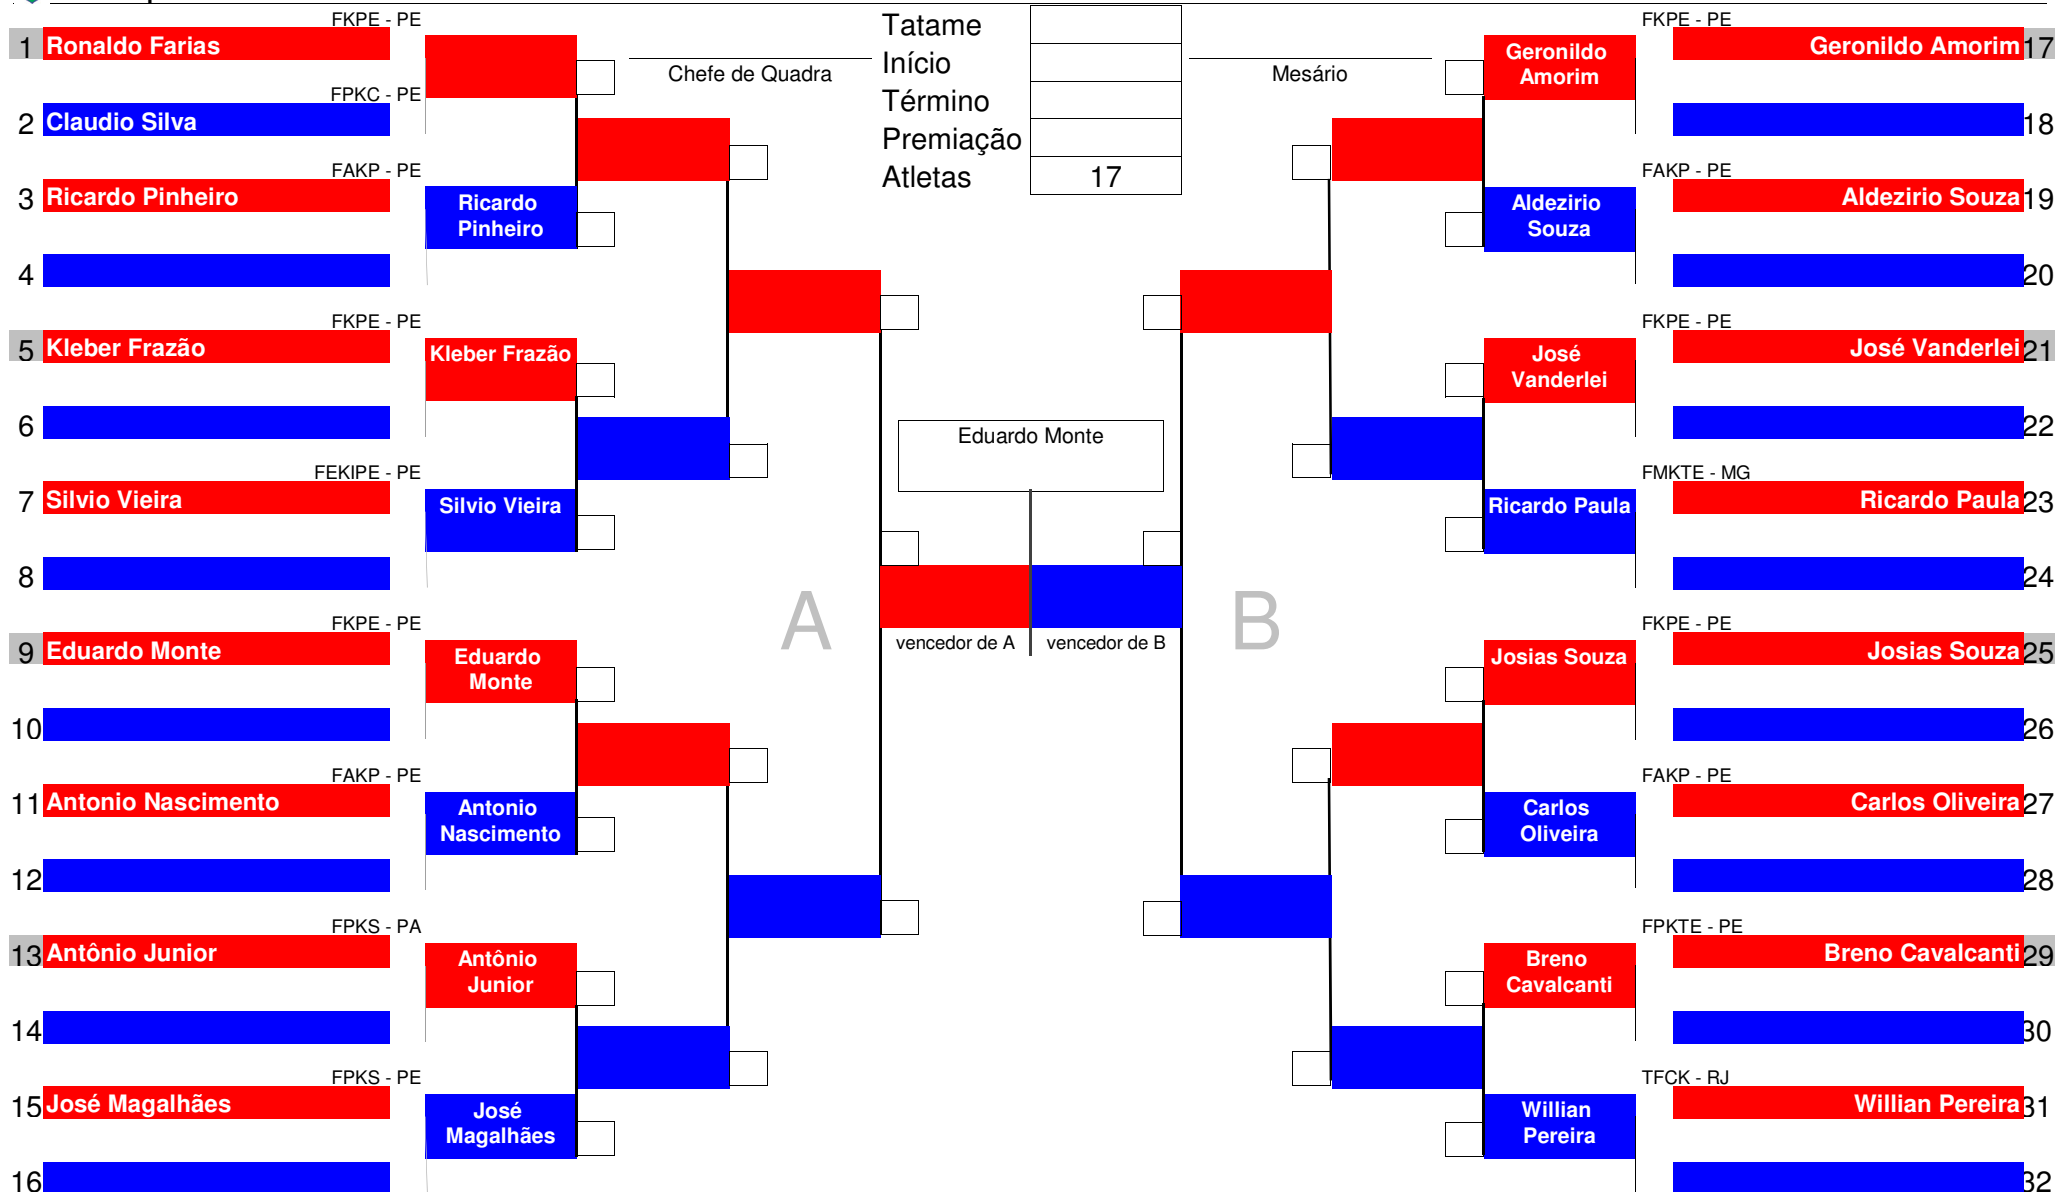 FKPE - PE
1 Ronaldo Farias
FPKC - PE
2 Claudio Silva
FAKP - PE
3 Ricardo Pinheiro
Ricardo
Pinheiro
4
FKPE - PE
5 Kleber Frazão
Kleber Frazão
6
FEKIPE - PE
7 Silvio Vieira
Silvio Vieira
8
FKPE - PE
9 Eduardo Monte
Eduardo
Monte
10
FAKP - PE
11 Antonio Nascimento
Antonio
Nascimento
12
FPKS - PA
13 Antônio Junior
Antônio
Junior
14
FPKS - PE
15 José Magalhães
José
Magalhães
16
Chefe de Quadra
Tatame
Início
Término
Premiação
Atletas 17
Mesário
Eduardo Monte
A
vencedor de A
vencedor de B
B
FKPE - PE
Geronildo Amorim 17
Geronildo
Amorim
18
FAKP - PE
Aldezirio Souza 19
Aldezirio
Souza
20
FKPE - PE
José Vanderlei 21
José
Vanderlei
22
FMKTE - MG
Ricardo Paula 23
Ricardo Paula
24
FKPE - PE
Josias Souza 25
Josias Souza
26
FAKP - PE
Carlos Oliveira 27
Carlos
Oliveira
28
FPKTE - PE
Breno Cavalcanti 29
Breno
Cavalcanti
30
TFCK - RJ
Willian Pereira 31
Willian
Pereira
32